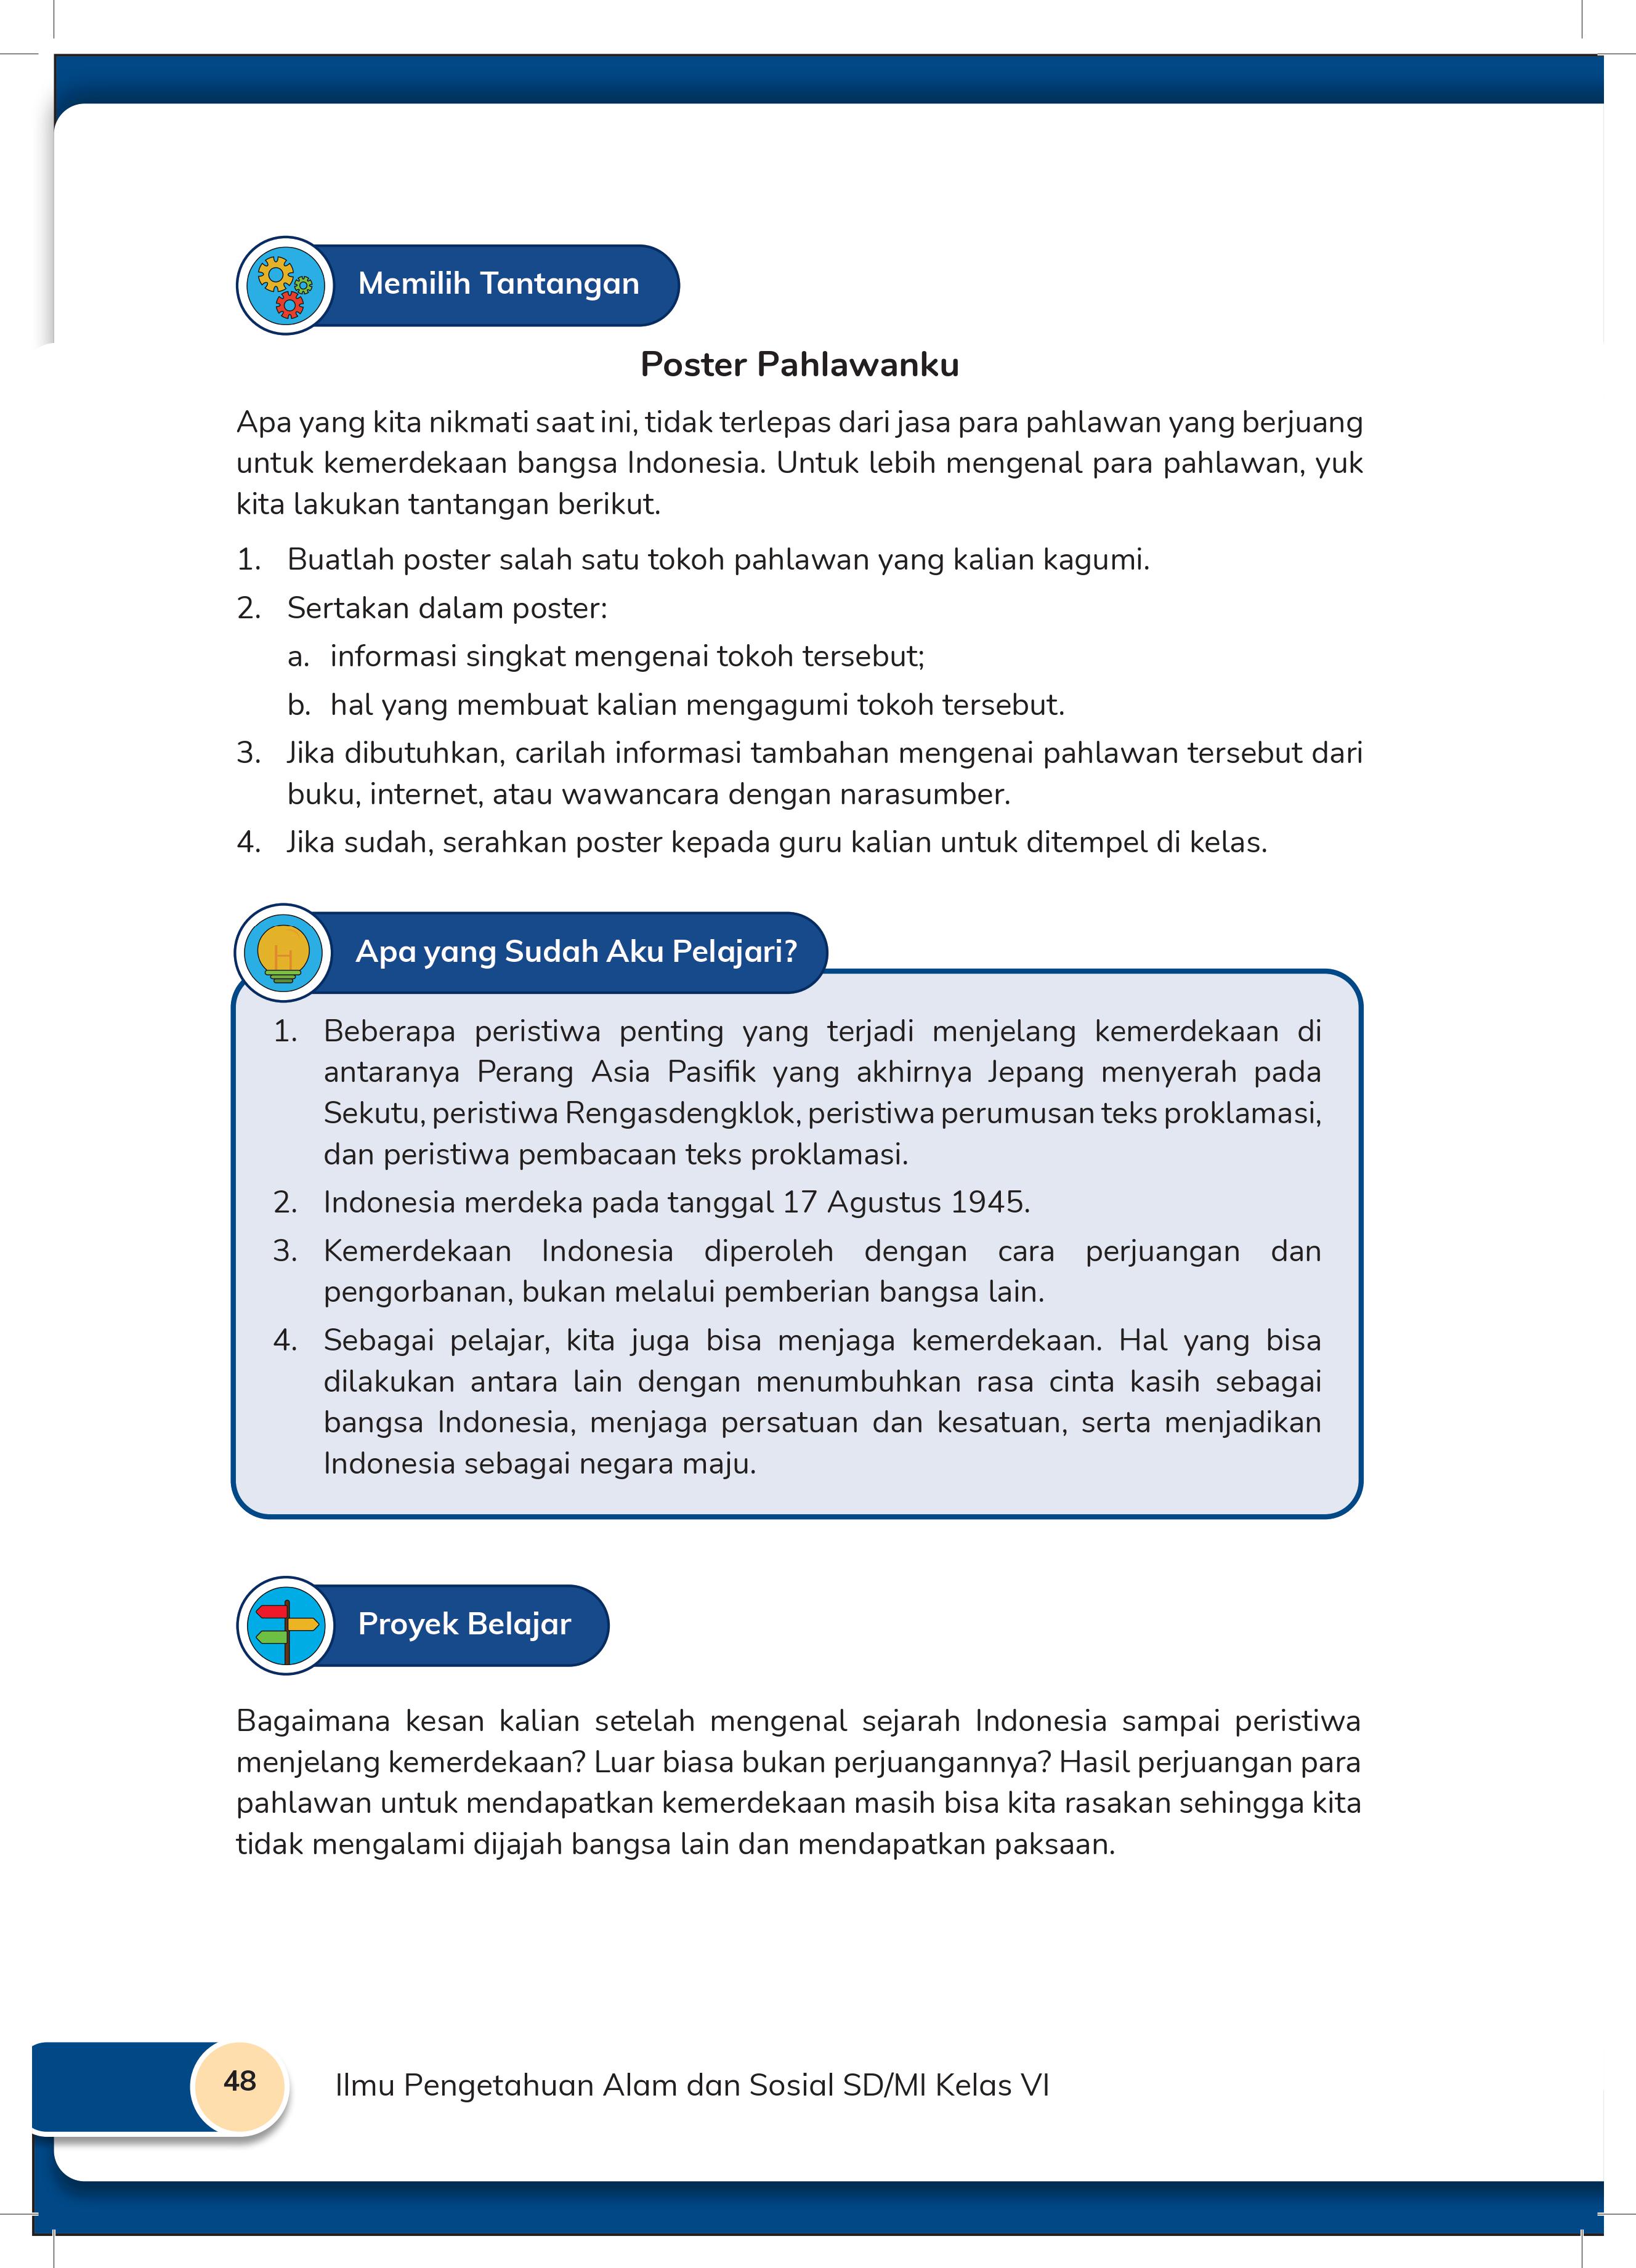 Memilih Tantangan
Poster Pahlawanku
Apa yang kita nikmati saat ini, tidak terlepas dari jasa para pahlawan yang berjuang
untuk kemerdekaan bangsa Indonesia. Untuk lebih mengenal para pahlawan, yuk
kita lakukan tantangan berikut.
1. Buatlah poster salah satu tokoh pahlawan yang kalian kagumi.
2. Sertakan dalam poster:
a. informasi singkat mengenai tokoh tersebut;
b. hal yang membuat kalian mengagumi tokoh tersebut.
3. Jika dibutuhkan, carilah informasi tambahan mengenai pahlawan tersebut dari
buku, internet, atau wawancara dengan narasumber.
4. Jika sudah, serahkan poster kepada guru kalian untuk ditempel di kelas.
Apa yang Sudah Aku Pelajari?
1. Beberapa peristiwa penting yang terjadi menjelang kemerdekaan di
antaranya Perang Asia Pasifik yang akhirnya Jepang menyerah pada
Sekutu, peristiwa Rengasdengklok, peristiwa perumusan teks proklamasi,
dan peristiwa pembacaan teks proklamasi.
2. Indonesia merdeka pada tanggal 17 Agustus 1945.
3. Kemerdekaan Indonesia diperoleh dengan cara perjuangan dan
pengorbanan, bukan melalui pemberian bangsa lain.
4. Sebagai pelajar, kita juga bisa menjaga kemerdekaan. Hal yang bisa
dilakukan antara lain dengan menumbuhkan rasa cinta kasih sebagai
bangsa Indonesia, menjaga persatuan dan kesatuan, serta menjadikan
Indonesia sebagai negara maju.
Proyek Belajar
Bagaimana kesan kalian setelah mengenal sejarah Indonesia sampai peristiwa
menjelang kemerdekaan? Luar biasa bukan perjuangannya? Hasil perjuangan para
pahlawan untuk mendapatkan kemerdekaan masih bisa kita rasakan sehingga kita
tidak mengalami dijajah bangsa lain dan mendapatkan paksaan.
48 Ilmu Pengetahuan Alam dan Sosial SD/MI Kelas VI